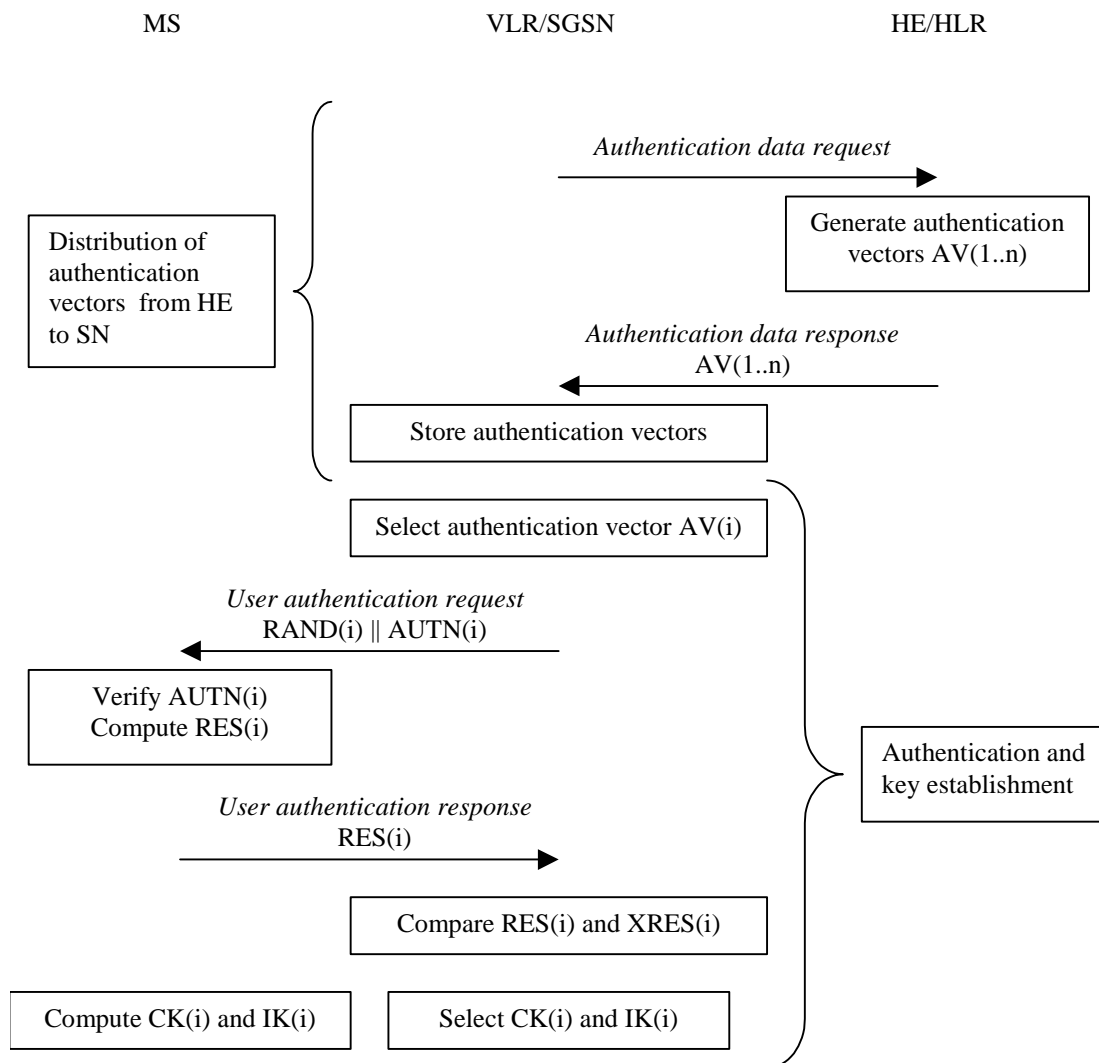 MS
VLR/SGSN
HE/HLR
Authentication data request
Generate authentication
vectors AV(1..n)
Distribution of
authentication
vectors from HE
to SN
Authentication data response
AV(1..n)
Store authentication vectors
Select authentication vector AV(i)
User authentication request
RAND(i) || AUTN(i)
Verify AUTN(i)
Compute RES(i)
Authentication and
key establishment
User authentication response
RES(i)
Compare RES(i) and XRES(i)
Compute CK(i) and IK(i)
Select CK(i) and IK(i)